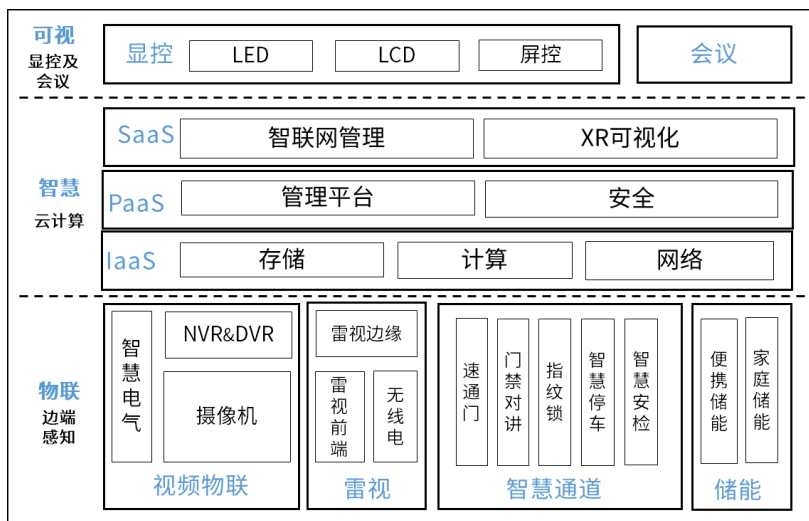 可视
显控及
会议
显控
LED
LCD
屏控
会议
智慧
云计算
SaaS
智联网管理
XR可视化
PaaS
管理平台
安全
IaaS
存储
计算
网络
物联
边端
感知
智慧电气
NVR&DVR
摄像机
视频物联
雷视边缘
雷视前端
无线电
雷视
速通门
门禁对讲
指纹锁
智慧停车
智慧安检
智慧通道
便携储能
家庭储能
储能